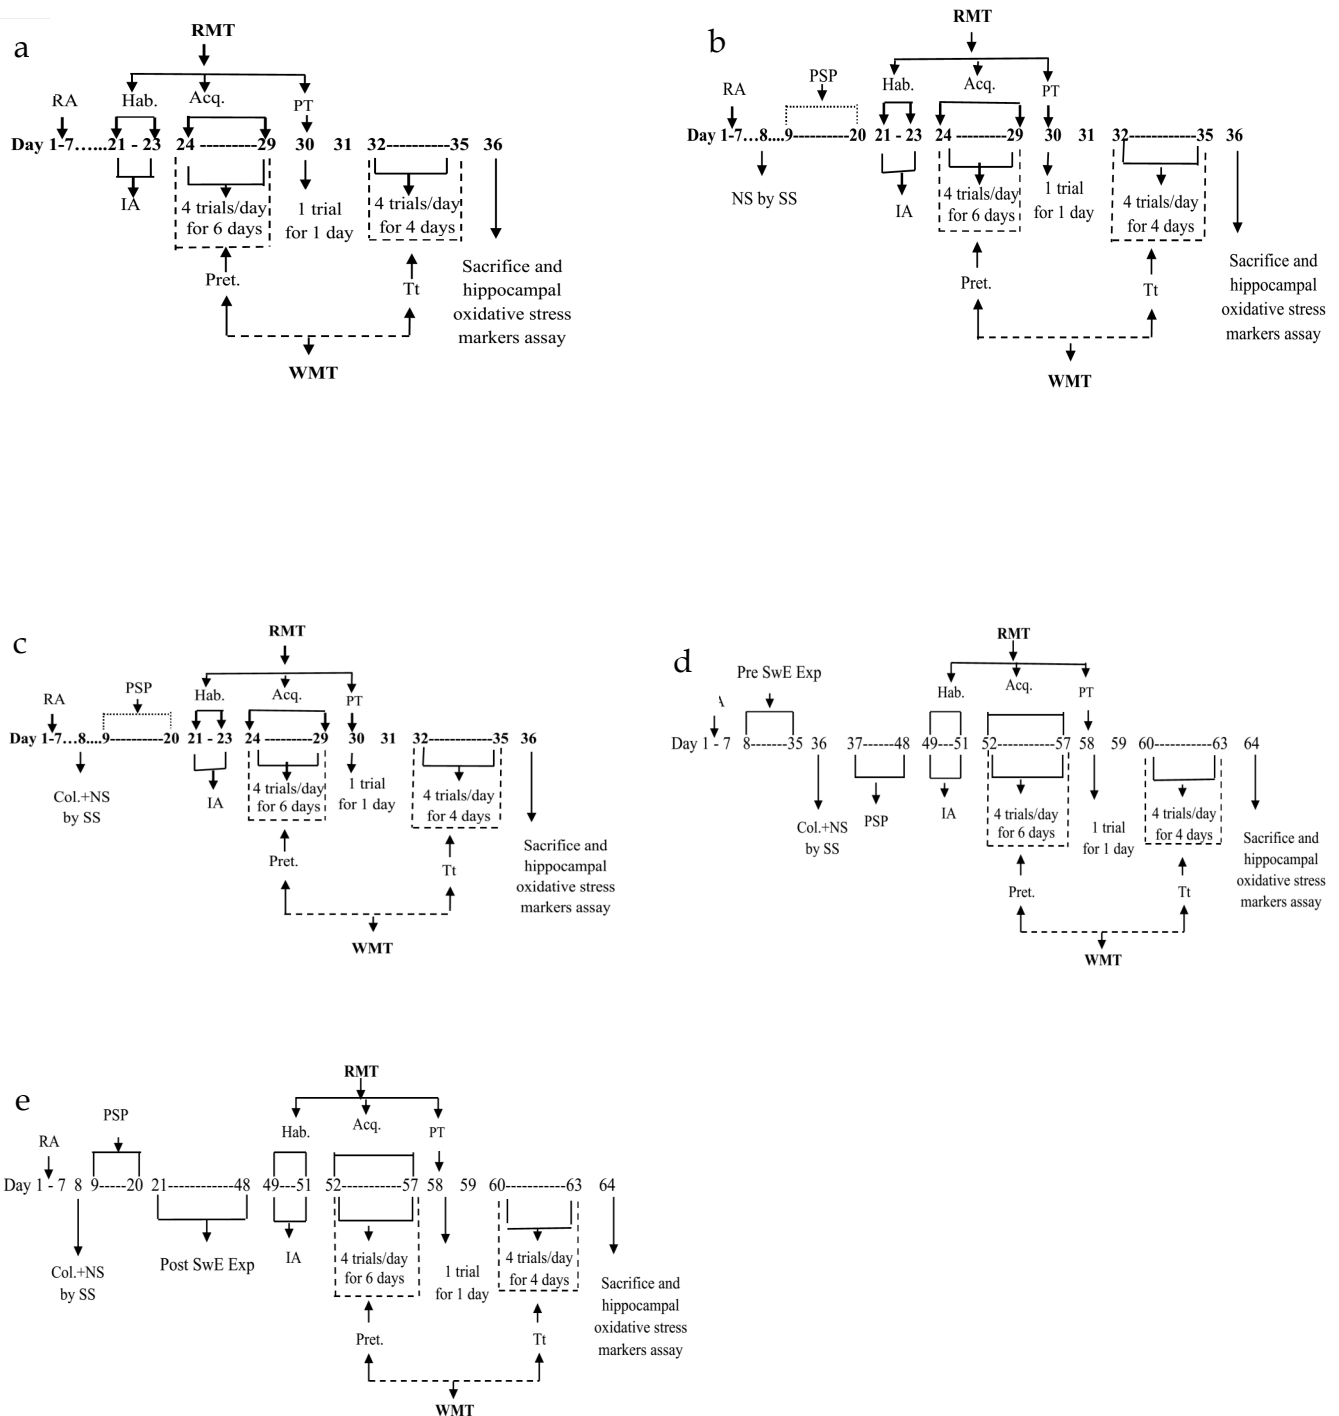 a
RMT
RA
Hab.
Acq.
PT
Day 1-7…...21 - 23 24 ---------29 30 31 32-----------35 36
IA
4 trials/day
for 6 days
1 trial
for 1 day
4 trials/day
for 4 days
Pret.
Tt
Sacrifice and
hippocampal
oxidative stress
markers assay
WMT
b
RMT
PSP
RA
Hab.
Acq.
PT
Day 1-7...8....9-----------20 21 - 23 24 ---------29 30 31 32------------35 36
NS by SS
IA
4 trials/day
for 6 days
1 trial
for 1 day
4 trials/day
for 4 days
Pret.
Tt
Sacrifice and
hippocampal
oxidative stress
markers assay
WMT
c
RMT
PSP
RA
Hab.
Acq.
PT
Day 1-7...8....9----------20 21 - 23 24 ---------29 30 31 32------------35 36
Col.+NS
by SS
IA
4 trials/day
for 6 days
1 trial
for 1 day
4 trials/day
for 4 days
Pret.
Tt
Sacrifice and
hippocampal
oxidative stress
markers assay
WMT
d
RMT
Pre SwE Exp
Hab.
Acq.
PT
Day 1 - 7 8------35 36 37------48 49---51 52-----------57 58 59 60-----------63 64
Col.+NS
by SS
PSP
IA
4 trials/day
for 6 days
1 trial
for 1 day
4 trials/day
for 4 days
Pret.
Tt
Sacrifice and
hippocampal
oxidative stress
markers assay
WMT
e
RMT
PSP
RA
Hab.
Acq.
PT
Day 1 - 7 8 9-----20 21------------48 49---51 52-----------57 58 59 60-----------63 64
Col.+NS
by SS
Post SwE Exp
IA
4 trials/day
for 6 days
1 trial
for 1 day
4 trials/day
for 4 days
Pret.
Tt
Sacrifice and
hippocampal
oxidative stress
markers assay
WMT